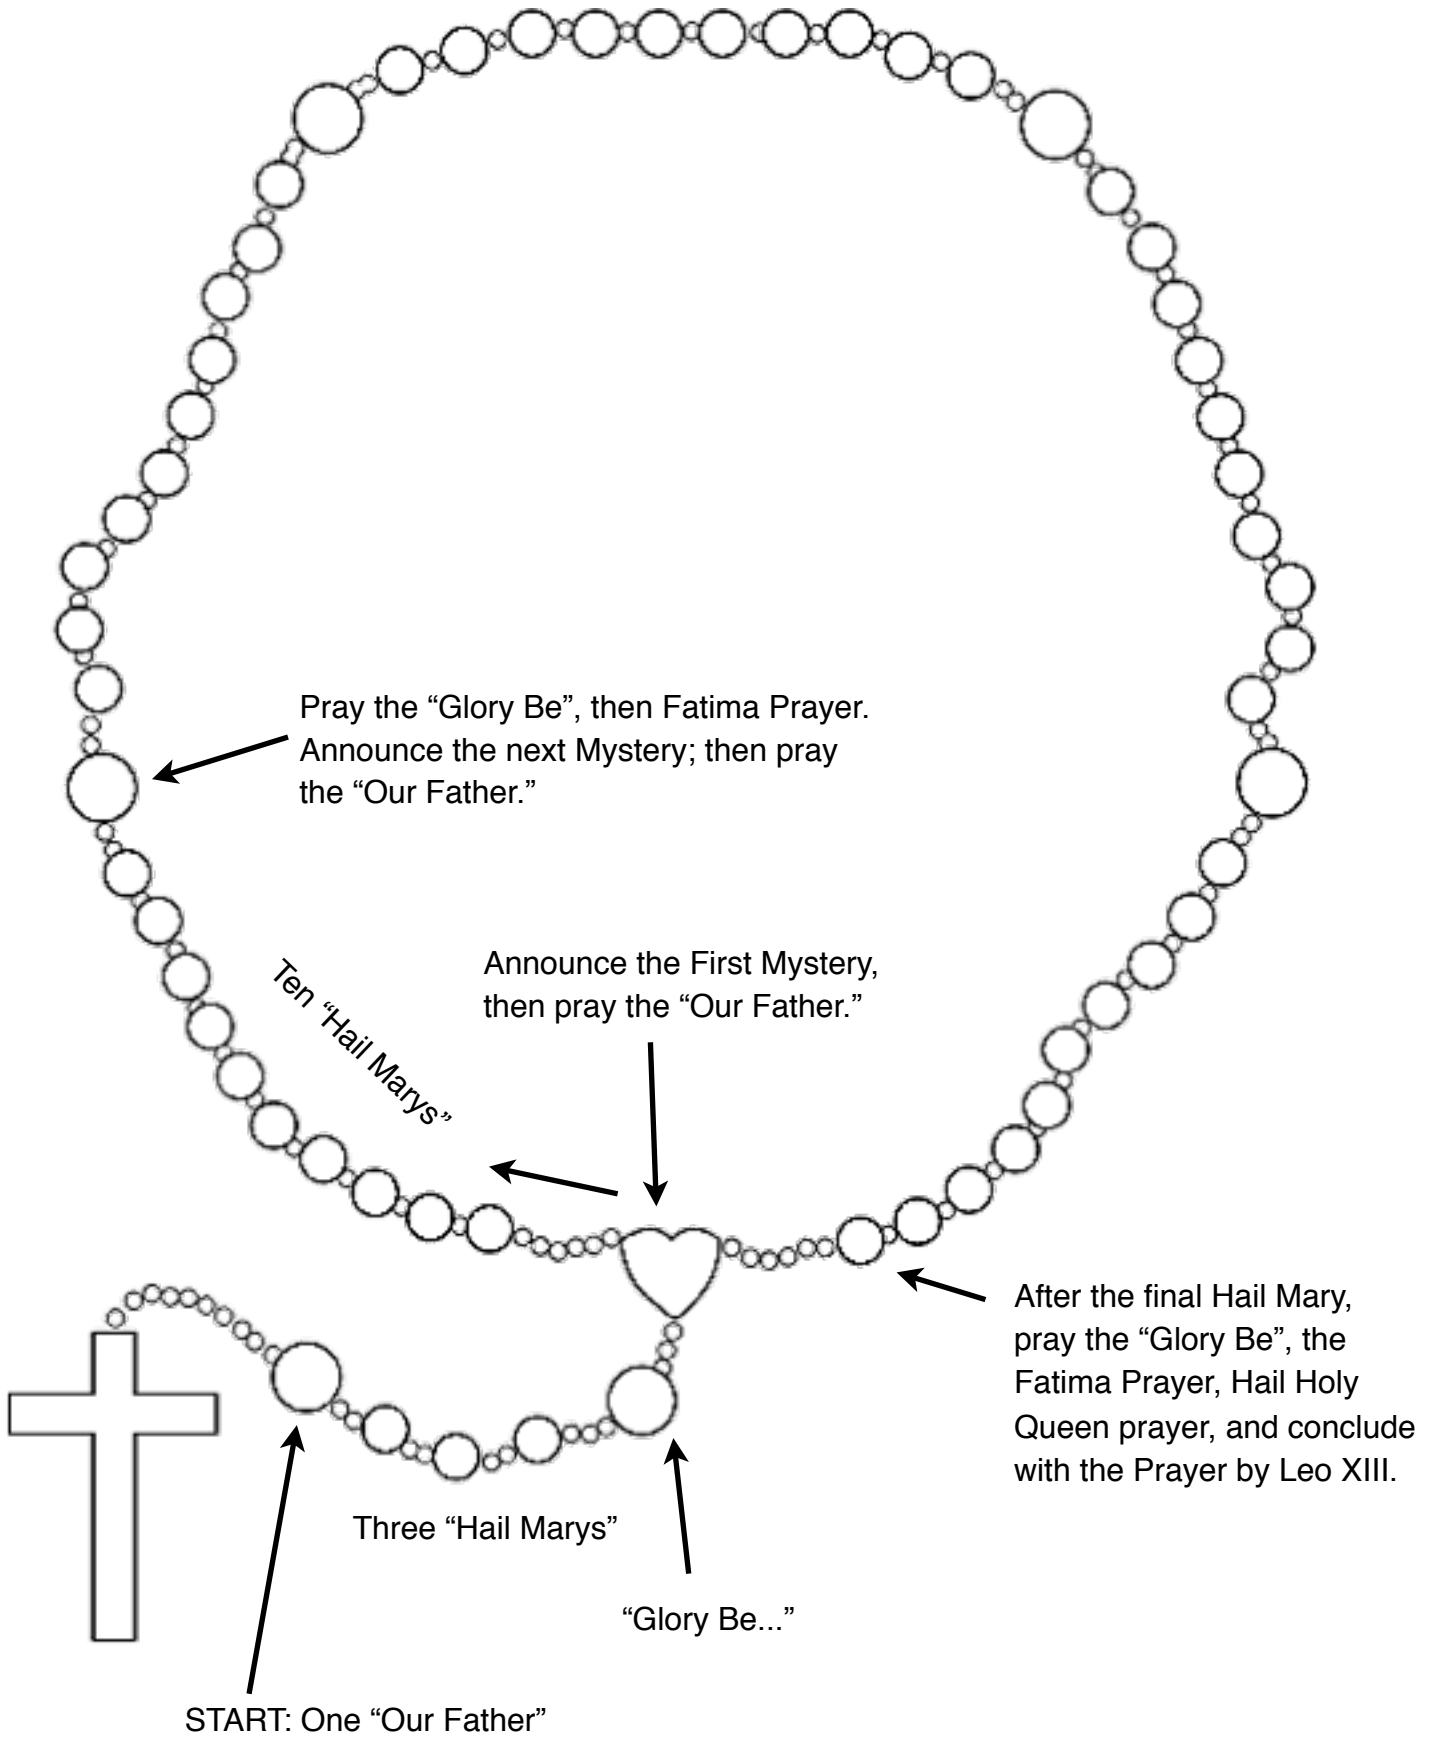 Pray the “Glory Be”, then Fatima Prayer.
Announce the next Mystery; then pray
the “Our Father.”
Ten “Hail Marys”
Announce the First Mystery,
then pray the “Our Father.”
After the final Hail Mary,
pray the “Glory Be”, the
Fatima Prayer, Hail Holy
Queen prayer, and conclude
with the Prayer by Leo XIII.
Three “Hail Marys”
“Glory Be...”
START: One “Our Father”